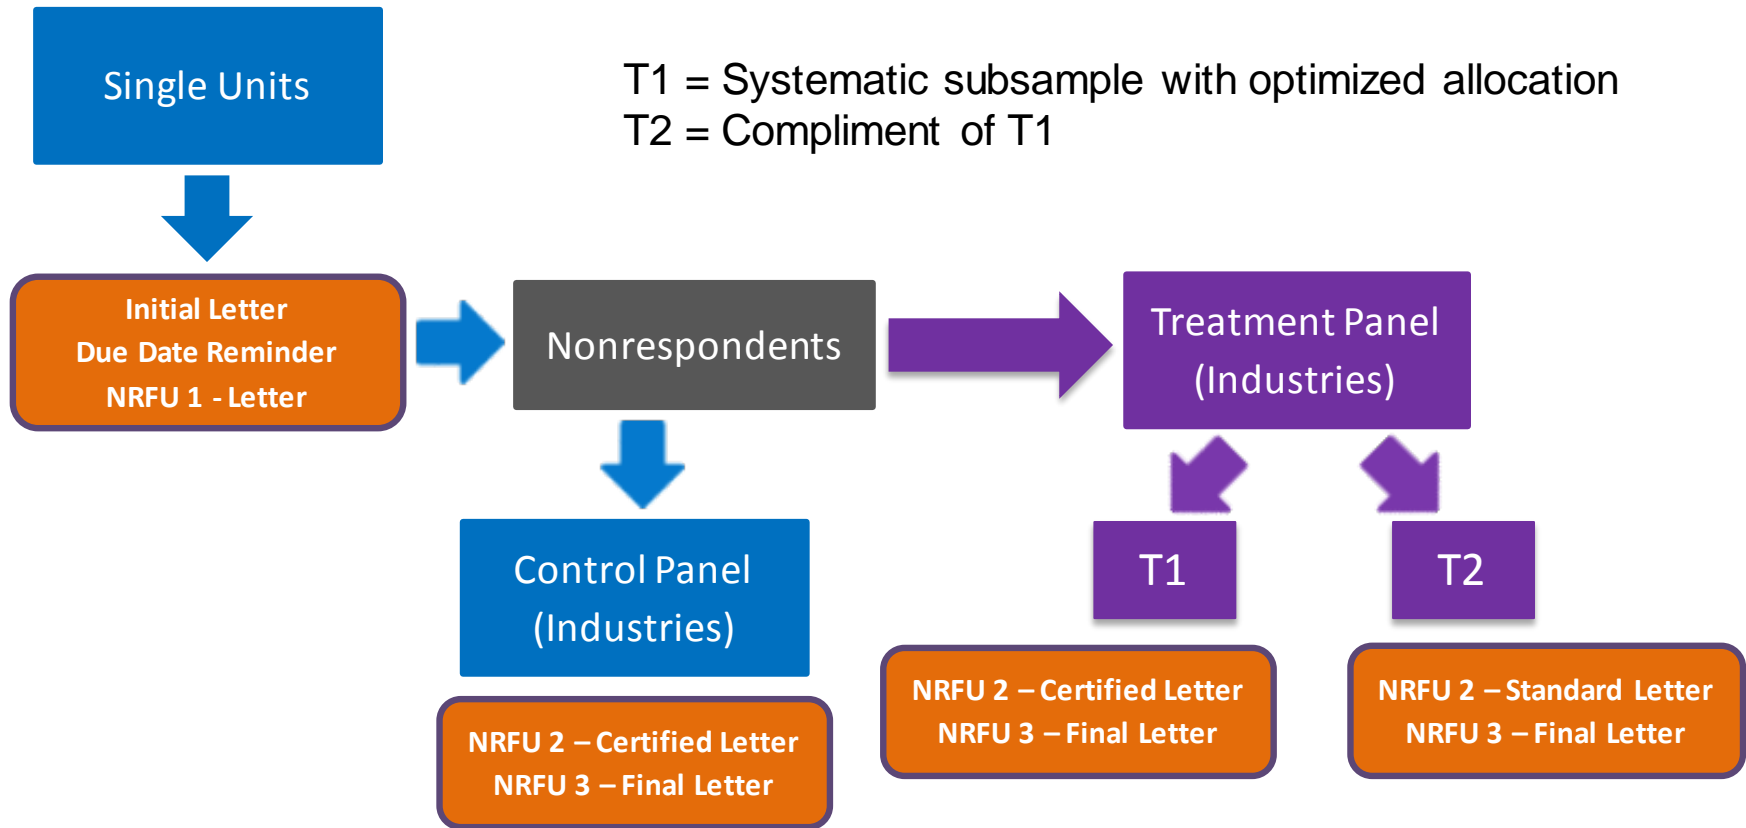 Single Units
T1 = Systematic subsample with optimized allocation
T2 = Compliment of T1
Initial Letter
Due Date Reminder
NRFU 1 - Letter
Nonrespondents
Treatment Panel
(Industries)
Control Panel
(Industries)
T1
T2
NRFU 2 – Certified Letter
NRFU 3 – Final Letter
NRFU 2 – Certified Letter
NRFU 3 – Final Letter
NRFU 2 – Standard Letter
NRFU 3 – Final Letter